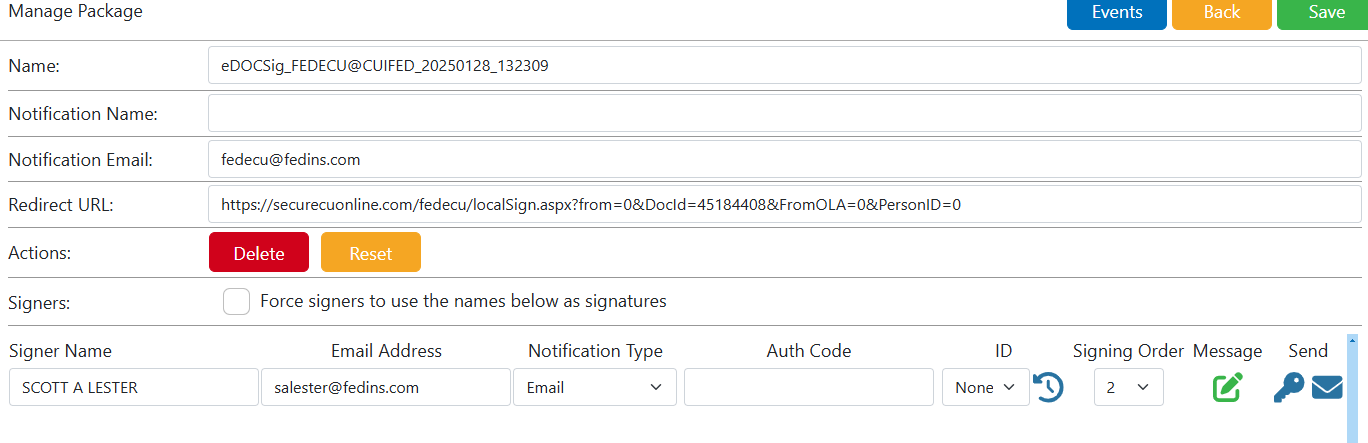 Manage Package Events Back Save
Name: eDOCSig_FEDECU@CUIFED_20250128_132309
Notification Name:
Notification Email: fedecu@fedins.com
Redirect URL: https://securecuonline.com/fedecu/localSign.aspx?from=0&DocId=45184408&FromOLA=0&PersonID=0
Actions: Delete Reset
Signers: Force signers to use the names below as signatures
Signer Name Email Address Notification Type Auth Code ID Signing Order Message Send
SCOTT A LESTER salester@fedins.com Email None 2